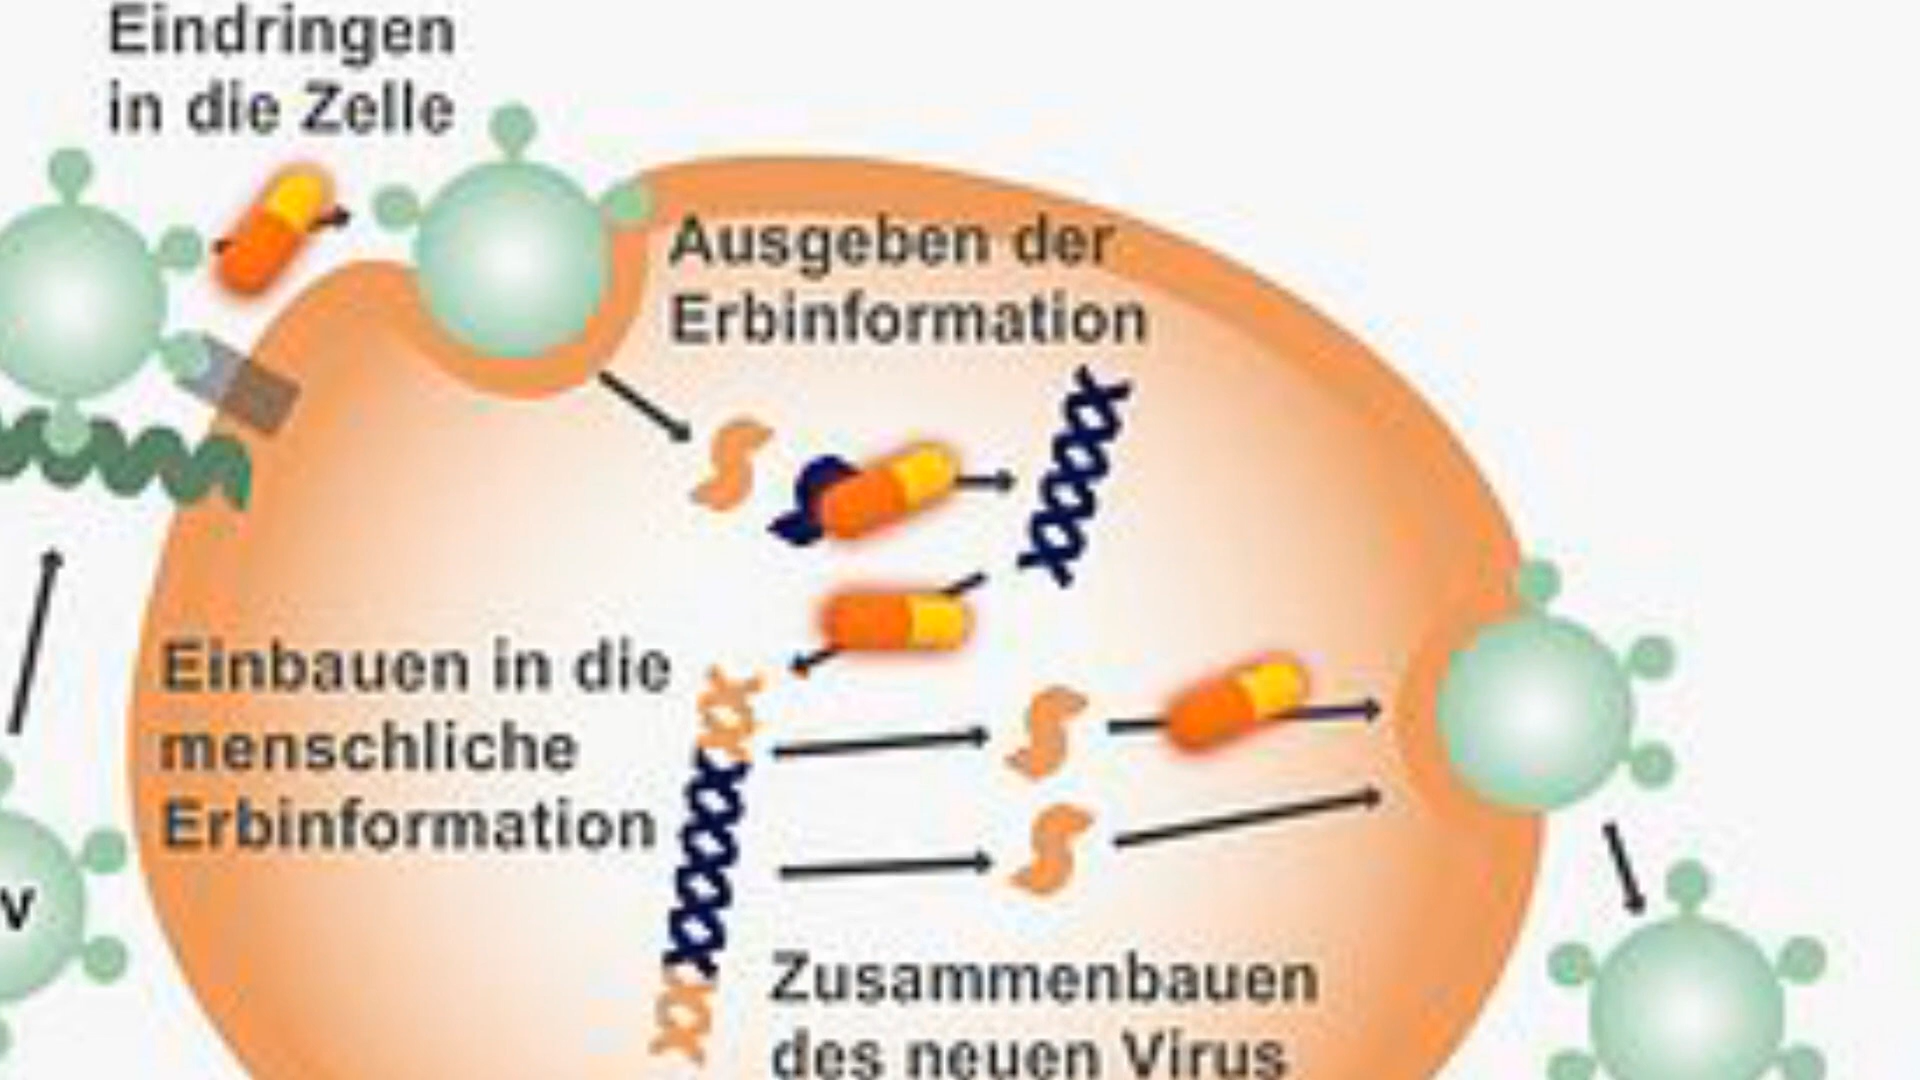 Eindringen
in die Zelle
Ausgeben der
Erbinformation
Einbauen in die
menschliche
Erbinformation
V
Zusammenbauen
des neuen Virus